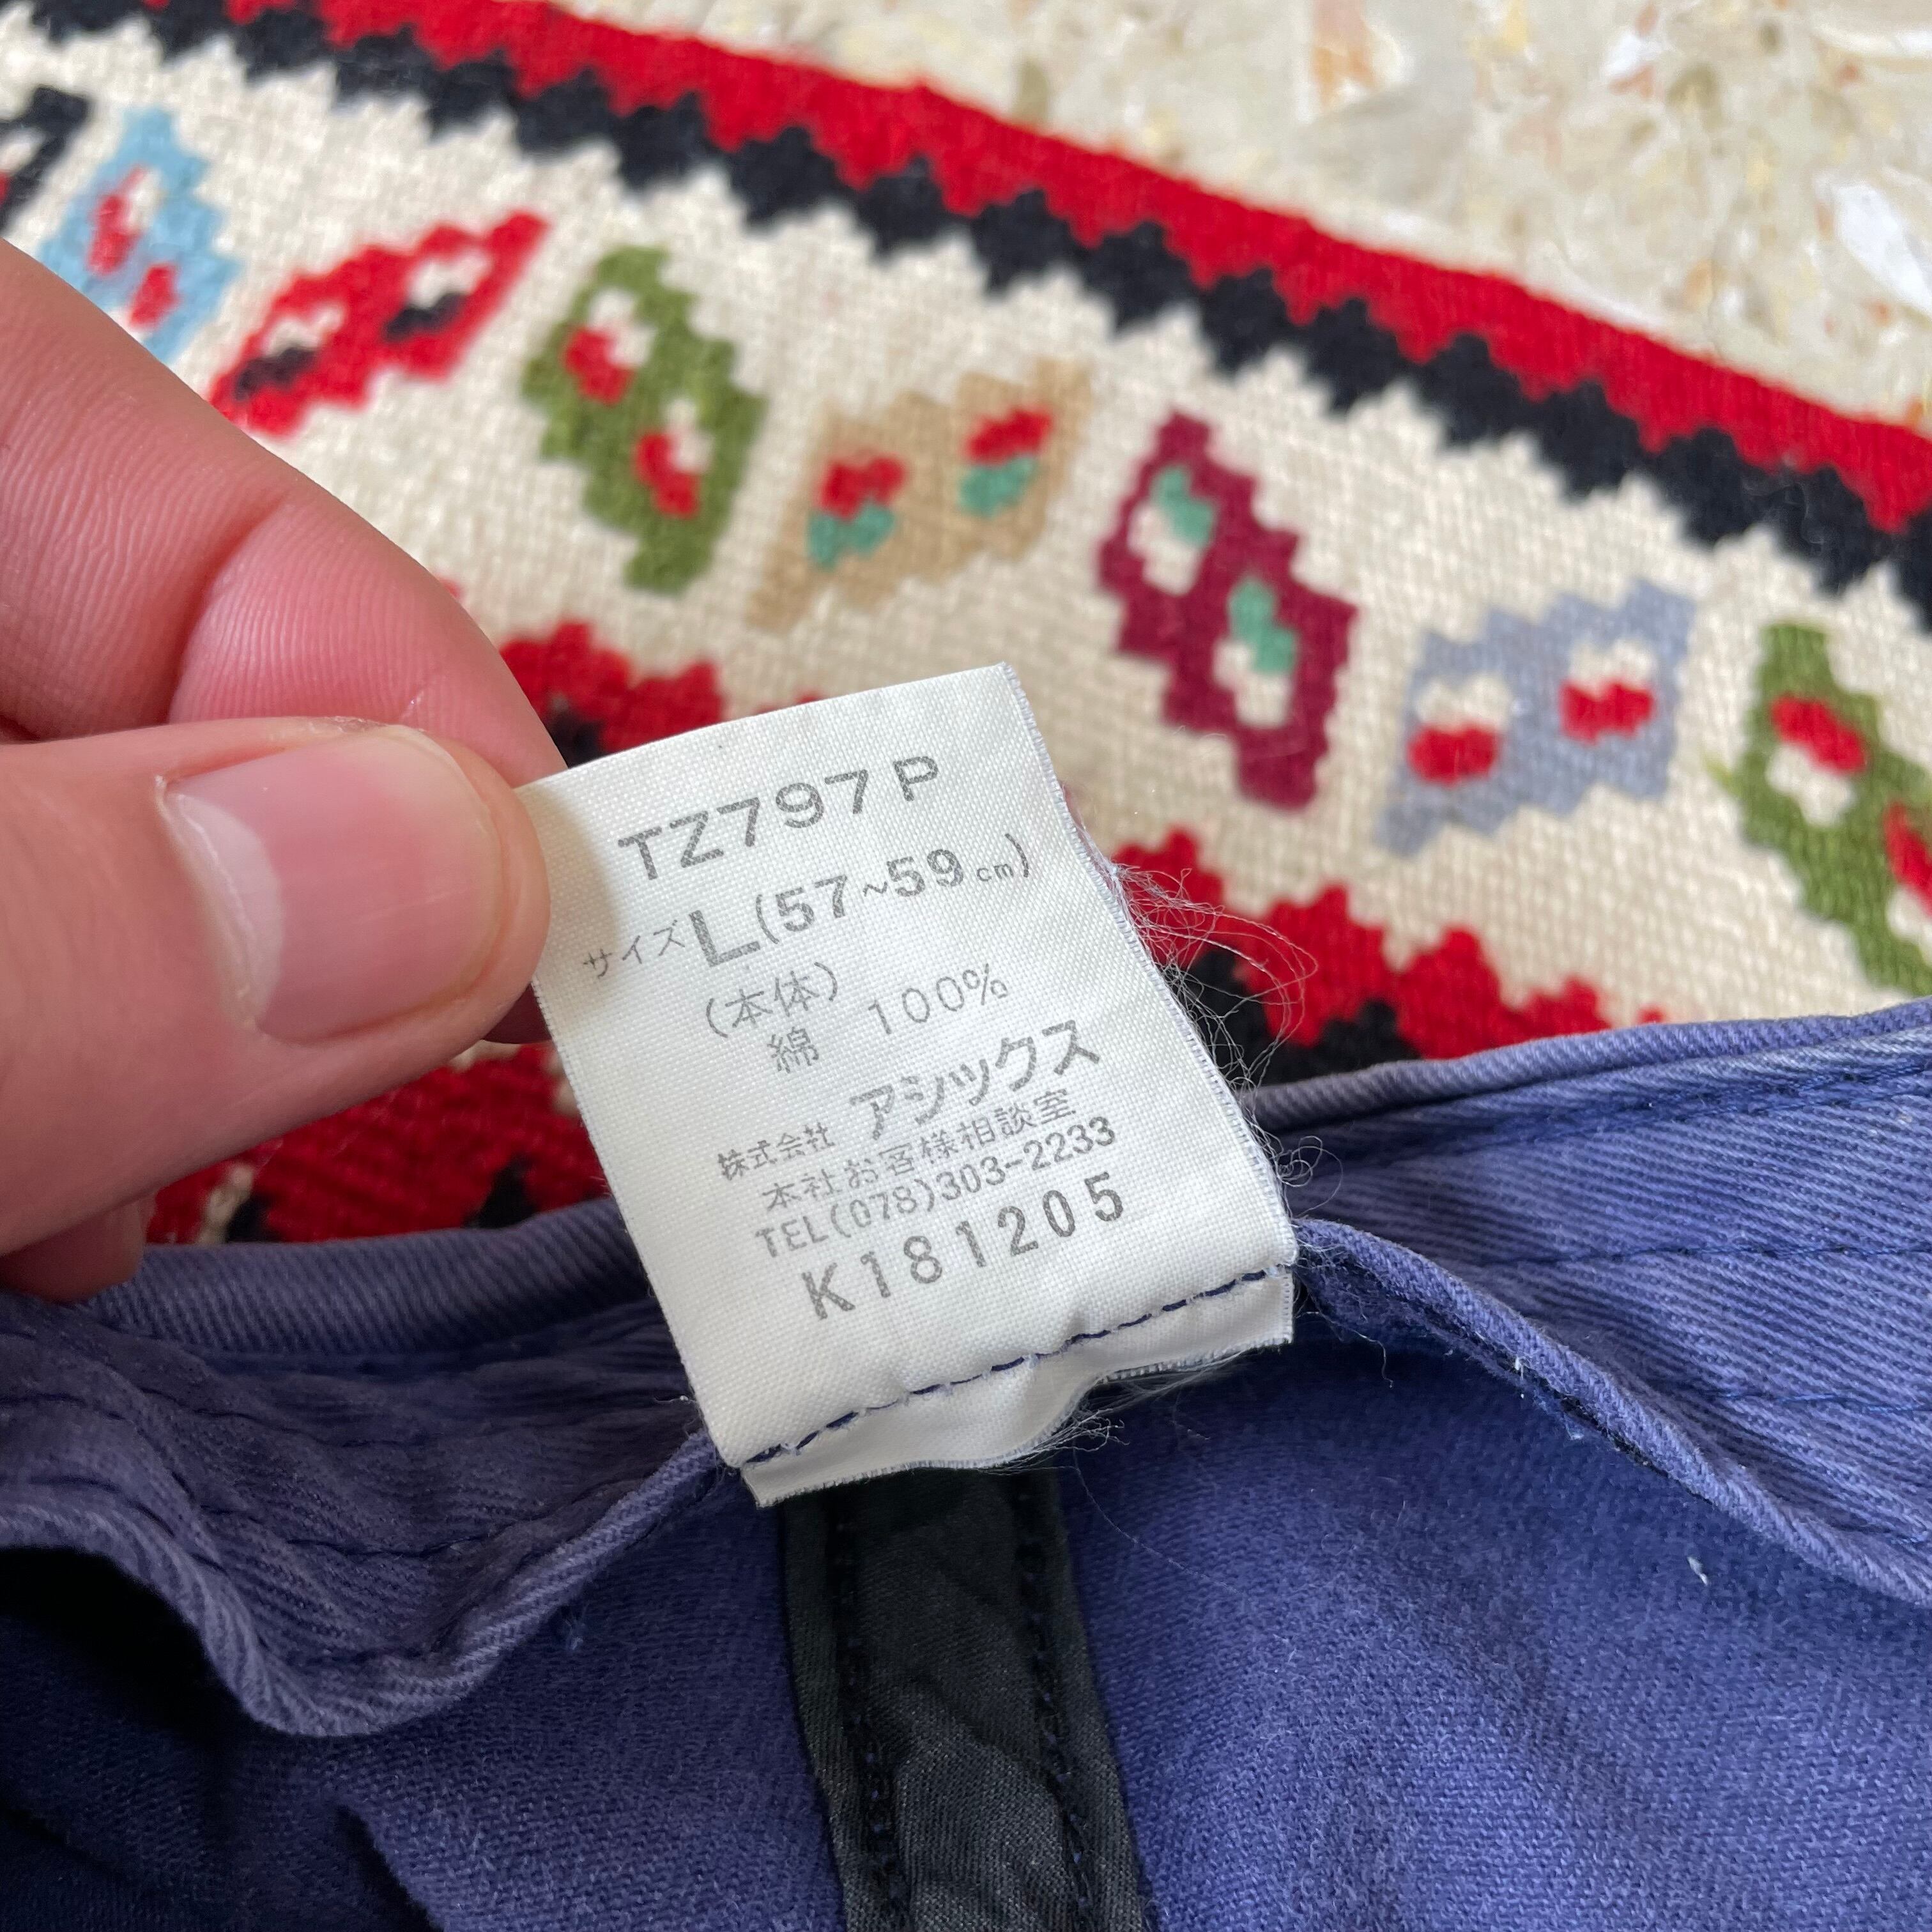 TZ797P
サイズL(57~59cm)
(本体)
綿 100%
株式会社 アシックス
本社お客様相談室
TEL(078)303-2233
K181205